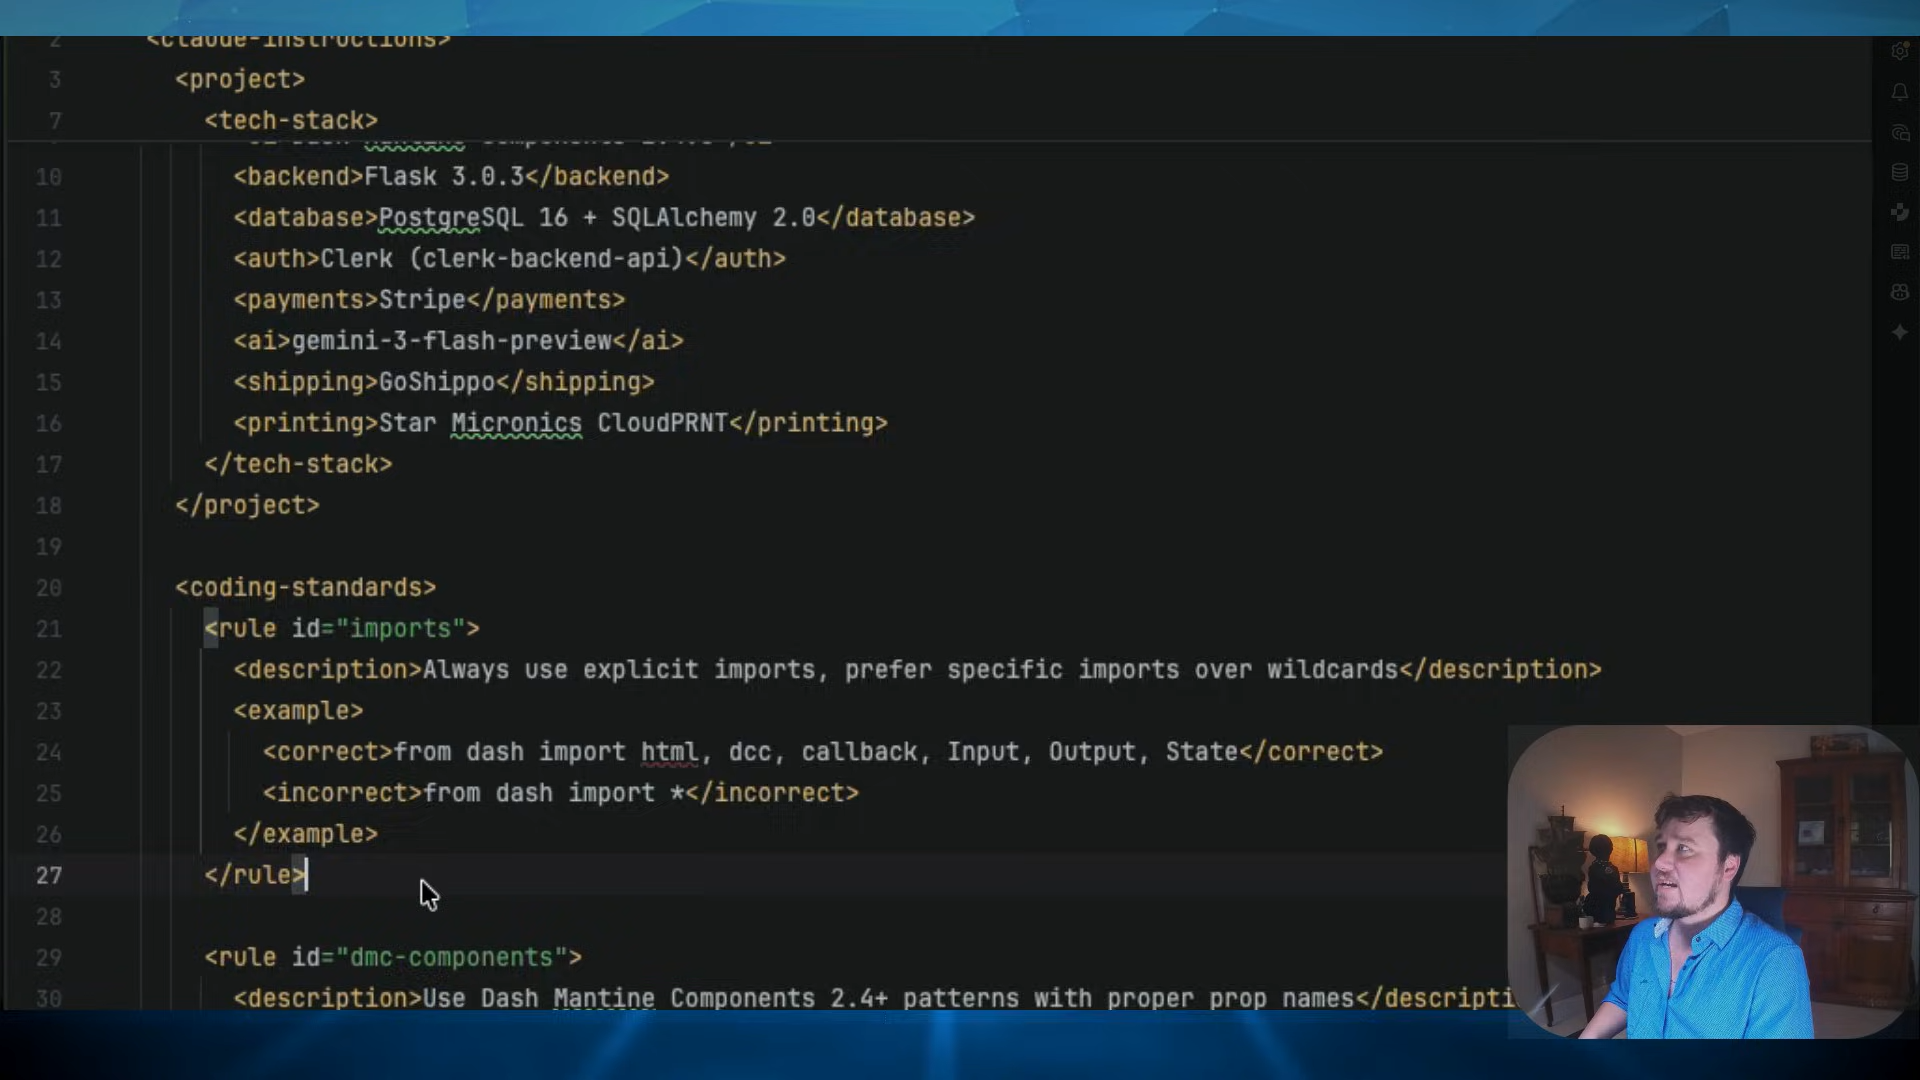 2 <claude-instructions>
3 <project>
7 <tech-stack>
10 <backend>Flask 3.0.3</backend>
11 <database>PostgreSQL 16 + SQLAlchemy 2.0</database>
12 <auth>Clerk (clerk-backend-api)</auth>
13 <payments>Stripe</payments>
14 <ai>gemini-3-flash-preview</ai>
15 <shipping>GoShippo</shipping>
16 <printing>Star Micronics CloudPRNT</printing>
17 </tech-stack>
18 </project>
19
20 <coding-standards>
21 <rule id="imports">
22 <description>Always use explicit imports, prefer specific imports over wildcards</description>
23 <example>
24 <correct>from dash import html, dcc, callback, Input, Output, State</correct>
25 <incorrect>from dash import *</incorrect>
26 </example>
27 </rule>
28
29 <rule id="dmc-components">
30 <description>Use Dash Mantine Components 2.4+ patterns with proper prop names</descripti